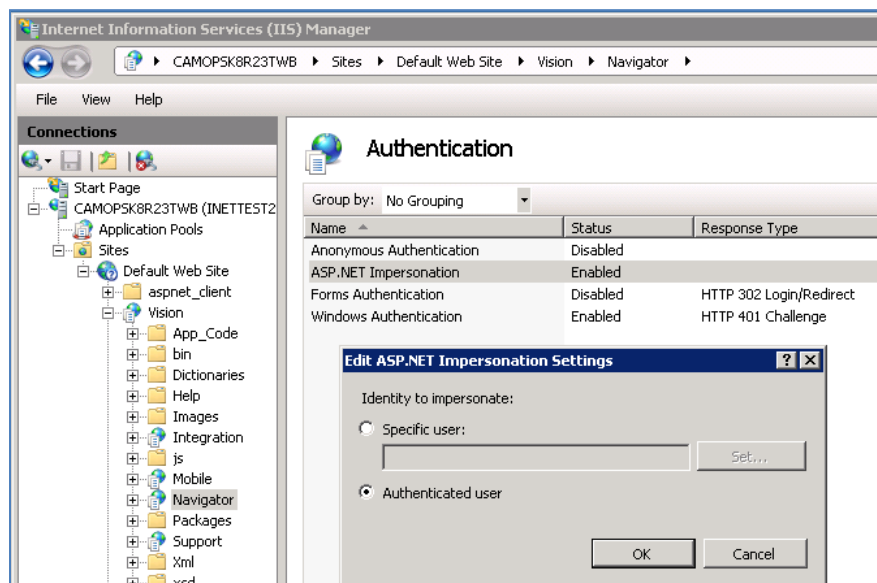 Internet Information Services (IIS) Manager
CAMOPSK8R23TWB Sites Default Web Site Vision Navigator
File View Help
Connections
Start Page
CAMOPSK8R23TWB (INETTEST2
Application Pools
Sites
Default Web Site
aspnet_client
Vision
App_Code
bin
Dictionaries
Help
Images
Integration
js
Mobile
Navigator
Packages
Support
Xml
xsd
Authentication
Group by: No Grouping
Name Status Response Type
Anonymous Authentication Disabled
ASP.NET Impersonation Enabled
Forms Authentication Disabled HTTP 302 Login/Redirect
Windows Authentication Enabled HTTP 401 Challenge
Edit ASP.NET Impersonation Settings
Identity to impersonate:
Specific user:
Set...
Authenticated user
OK Cancel